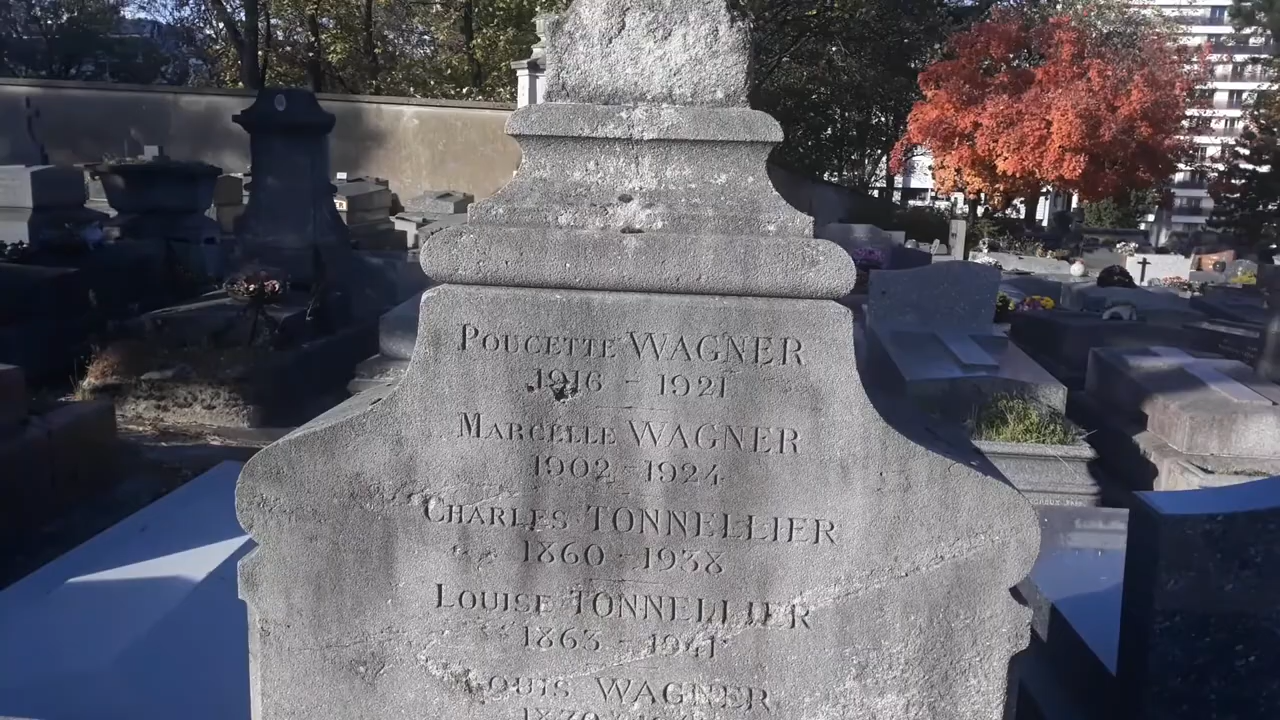 Poucette WAGNER
1916 - 1921
Marcelle WAGNER
1902 - 1924
Charles TONNELLIER
1860 - 1938
Louise TONNELLIER
1863 - 1941
Louis WAGNER